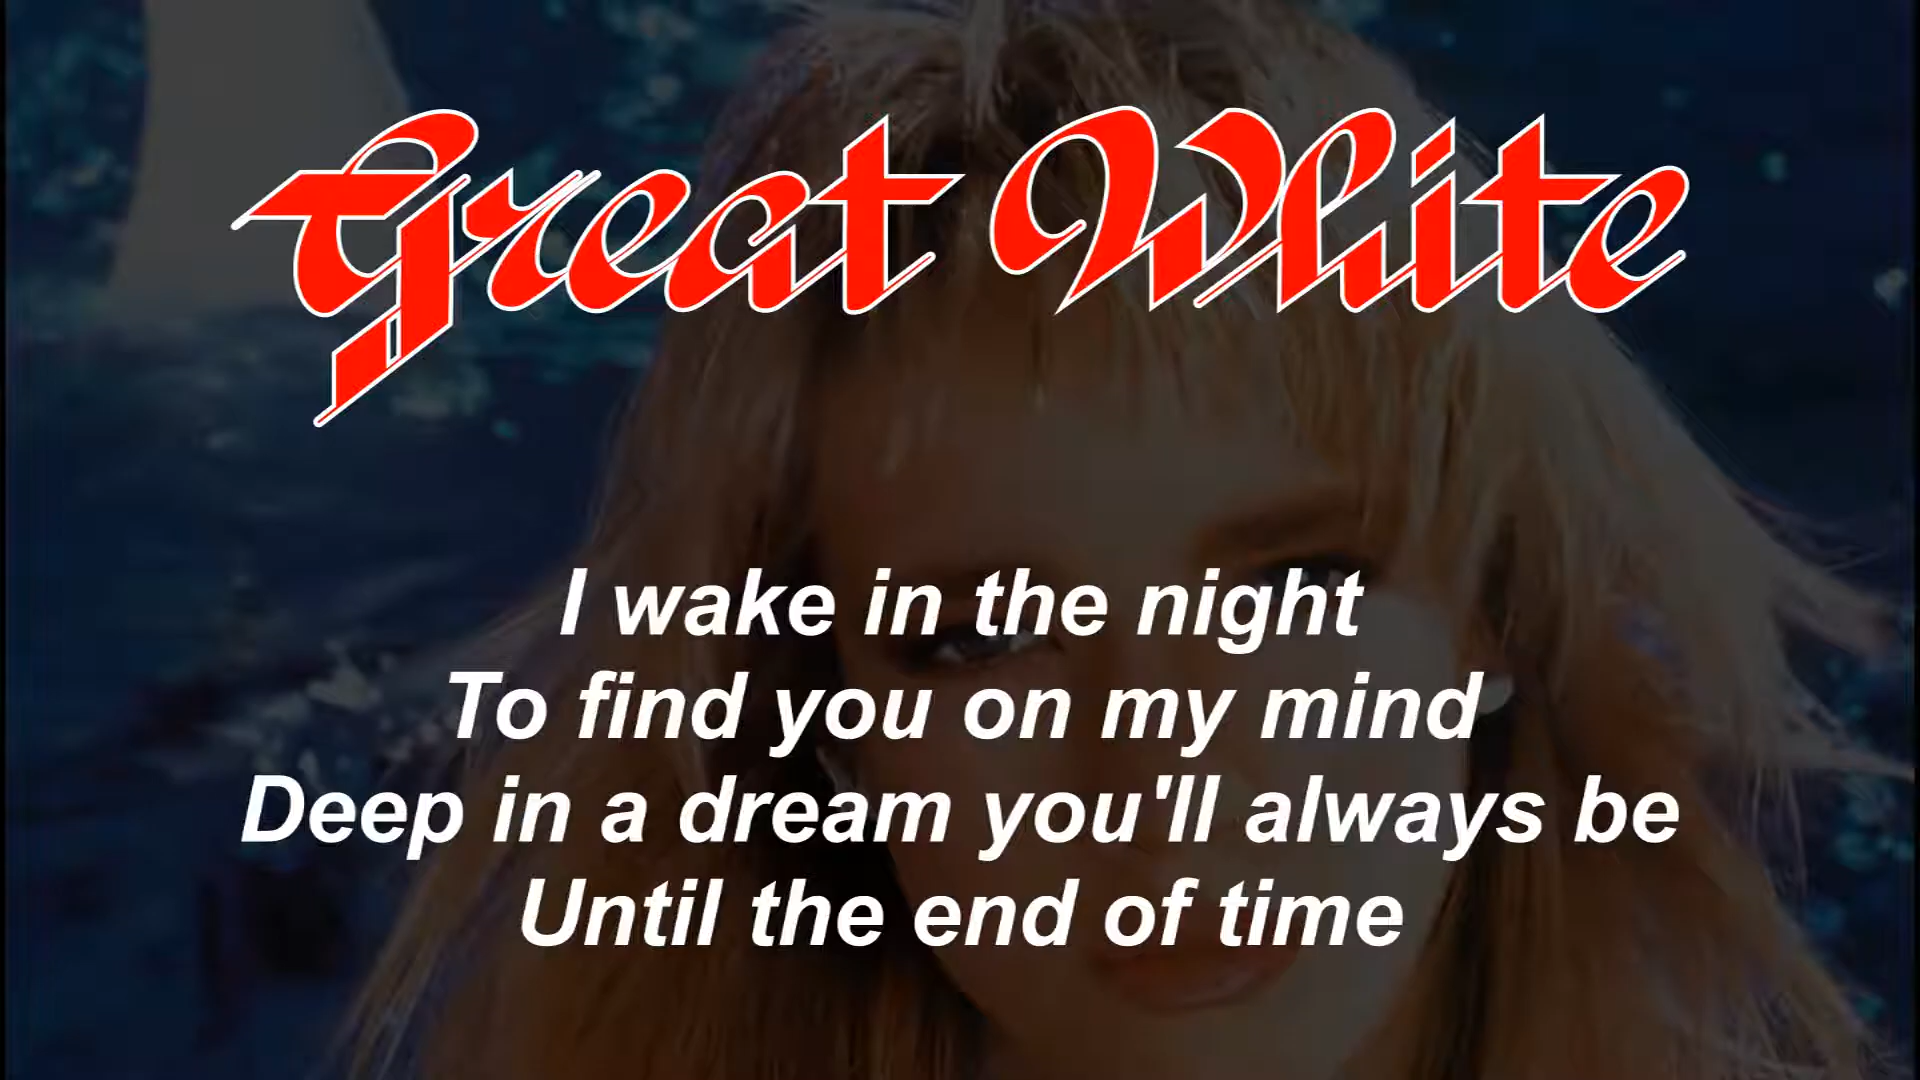 Great White
I wake in the night
To find you on my mind
Deep in a dream you'll always be
Until the end of time